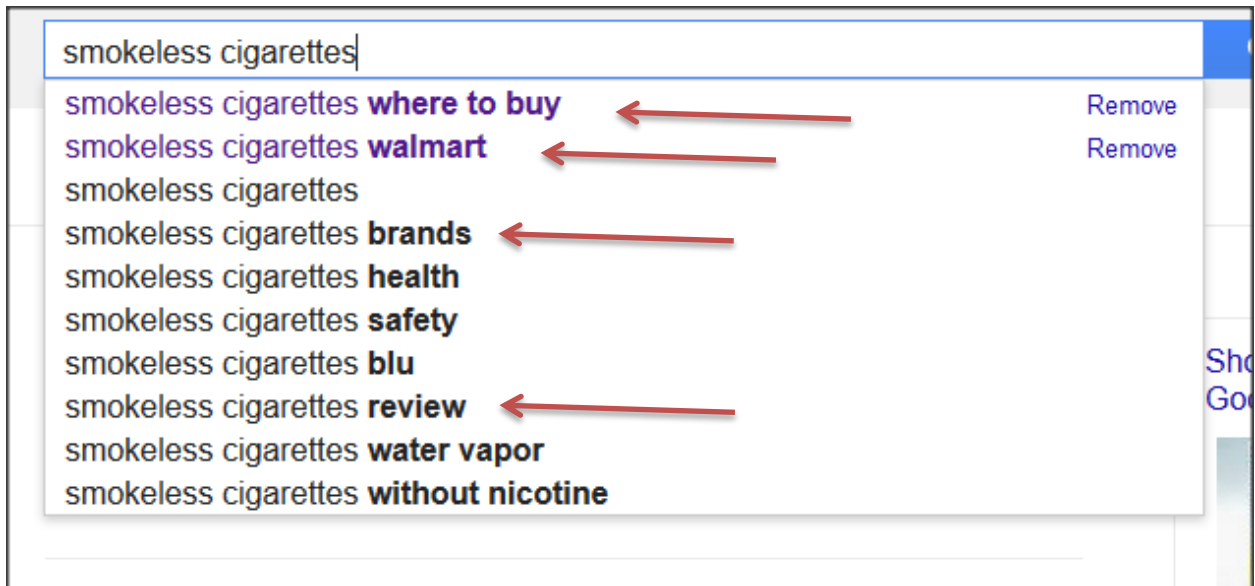 smokeless cigarettes
smokeless cigarettes where to buy Remove
smokeless cigarettes walmart Remove
smokeless cigarettes
smokeless cigarettes brands
smokeless cigarettes health
smokeless cigarettes safety
smokeless cigarettes blu
smokeless cigarettes review
smokeless cigarettes water vapor
smokeless cigarettes without nicotine